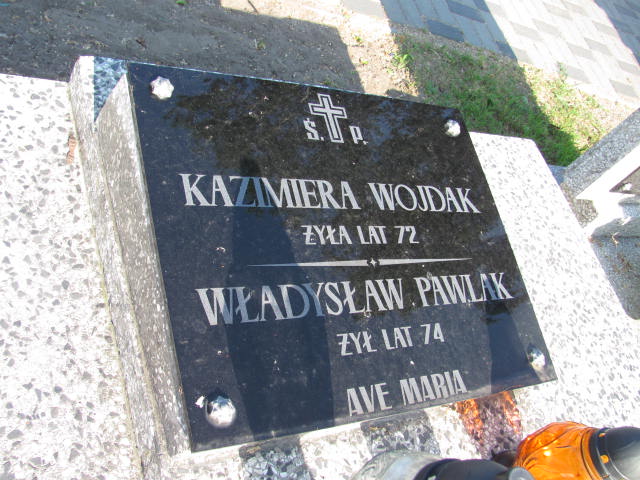 Ś. P.
KAZIMIERA WOJDAK
ŻYŁA LAT 72
WŁADYSŁAW PAWLAK
ŻYŁ LAT 74
AVE MARIA